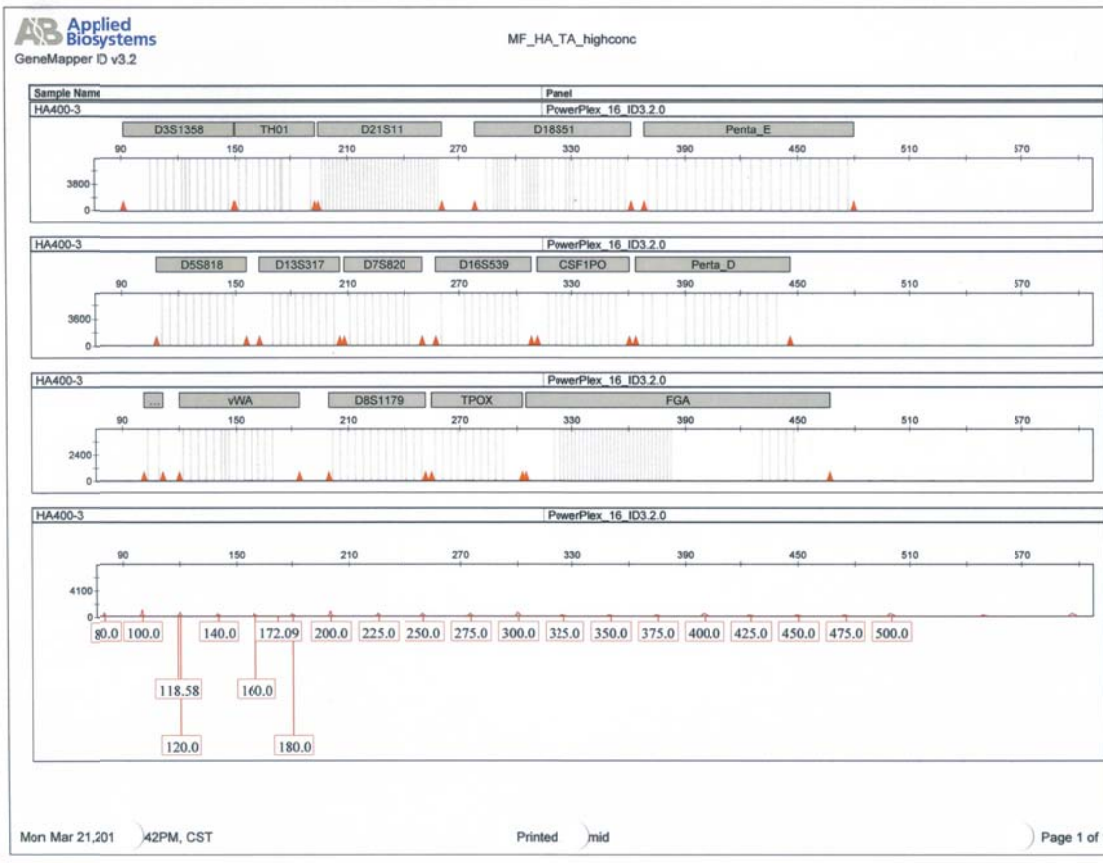 AB Applied Biosystems
GeneMapper ID v3.2
MF_HA_TA_highconc
Sample Name Panel
HA400-3 PowerPlex_16_ID3.2.0
D3S1358 TH01 D21S11 D18S51 Penta_E
90 150 210 270 330 390 450 510 570
3800
0
HA400-3 PowerPlex_16_ID3.2.0
D5S818 D13S317 D7S820 D16S539 CSF1PO Penta_D
90 150 210 270 330 390 450 510 570
3600
0
HA400-3 PowerPlex_16_ID3.2.0
... vWA D8S1179 TPOX FGA
90 150 210 270 330 390 450 510 570
2400
0
HA400-3 PowerPlex_16_ID3.2.0
90 150 210 270 330 390 450 510 570
4100
0
80.0 100.0 140.0 172.09 200.0 225.0 250.0 275.0 300.0 325.0 350.0 375.0 400.0 425.0 450.0 475.0 500.0
118.58 160.0
120.0 180.0
Mon Mar 21,201 42PM, CST Printed mid Page 1 of